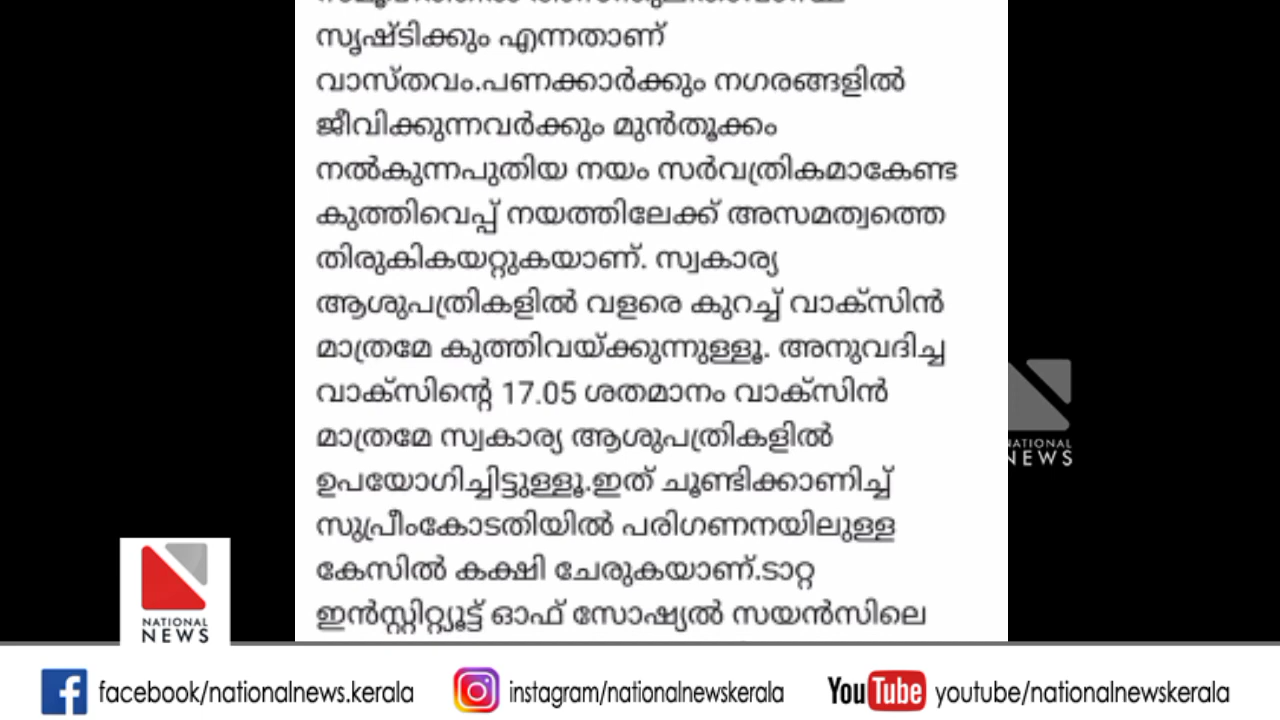 സൃഷ്ടിക്കും എന്നതാണ്
വാസ്തവം.പണക്കാർക്കും നഗരങ്ങളിൽ
ജീവിക്കുന്നവർക്കും മുൻതൂക്കം
നൽകുന്നപുതിയ നയം സർവത്രികമാകേണ്ട
കുത്തിവെപ്പ് നയത്തിലേക്ക് അസമത്വത്തെ
തിരുകികയറ്റുകയാണ്. സ്വകാര്യ
ആശുപത്രികളിൽ വളരെ കുറച്ച് വാക്സിൻ
മാത്രമേ കുത്തിവയ്ക്കുന്നുള്ളൂ. അനുവദിച്ച
വാക്സിന്റെ 17.05 ശതമാനം വാക്സിൻ
മാത്രമേ സ്വകാര്യ ആശുപത്രികളിൽ
ഉപയോഗിച്ചിട്ടുള്ളൂ.ഇത് ചൂണ്ടിക്കാണിച്ച്
സുപ്രീംകോടതിയിൽ പരിഗണനയിലുള്ള
കേസിൽ കക്ഷി ചേരുകയാണ്.ടാറ്റ
ഇൻസ്റ്റിറ്റ്യൂട്ട് ഓഫ് സോഷ്യൽ സയൻസിലെ
NATIONAL
NEWS
NATIONAL
NEWS
facebook/nationalnews.kerala
instagram/nationalnewskerala
YouTube youtube/nationalnewskerala